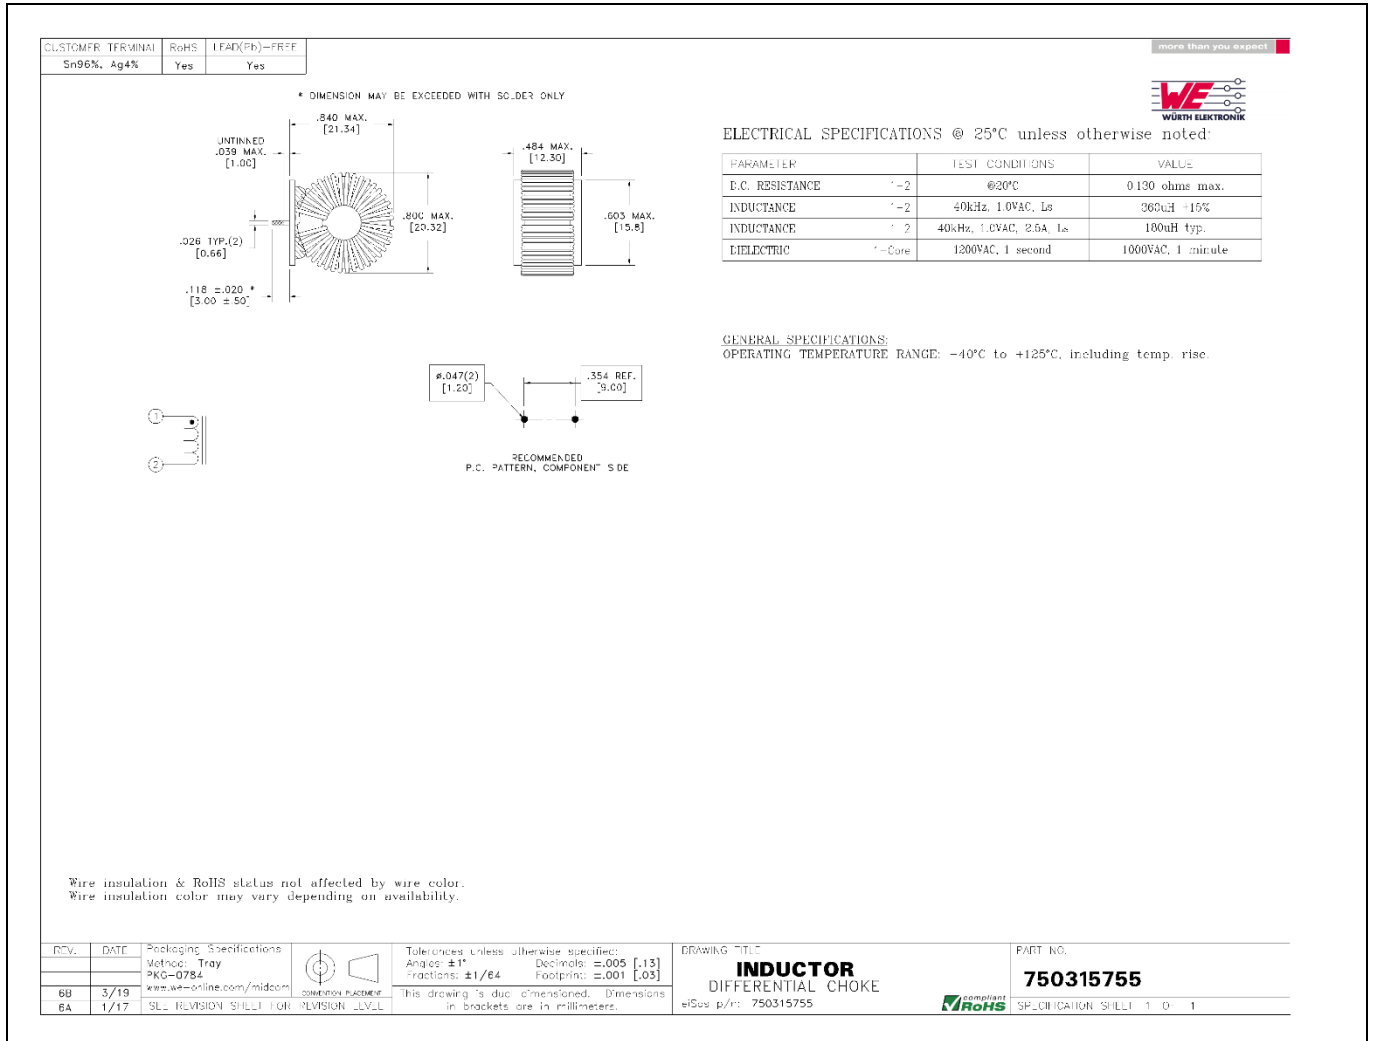 CUSTOMER TERMINAL RoHS LEAD(Pb)-FREE
Sn96%, Ag4% Yes Yes
more than you expect
WE
WÜRTH ELEKTRONIK
* DIMENSION MAY BE EXCEEDED WITH SOLDER ONLY
.840 MAX.
[21.34]
UNTINNED
.039 MAX.
[1.00]
.800 MAX.
[20.32]
.026 TYP.(2)
[0.66]
.118 ±.020 *
[3.00 ±.50]
.484 MAX.
[12.30]
.603 MAX.
[15.8]
ELECTRICAL SPECIFICATIONS @ 25°C unless otherwise noted:
PARAMETER TEST CONDITIONS VALUE
D.C. RESISTANCE 1-2 @20°C 0.130 ohms max.
INDUCTANCE 1-2 40kHz, 1.0VAC, Ls 360uH ±15%
INDUCTANCE 1-2 40kHz, 1.0VAC, Ls 180uH typ.
DIELECTRIC 1-Core 1200VAC, 1 second 1000VAC, 1 minute
GENERAL SPECIFICATIONS:
OPERATING TEMPERATURE RANGE: -40°C to +125°C, including temp. rise.
ø.047(2)
[1.20]
.354 REF.
[9.00]
1
2
RECOMMENDED
P.C. PATTERN, COMPONENT SIDE
Wire insulation & RoHS status not affected by wire color.
Wire insulation color may vary depending on availability.
REV. DATE
6B 3/19
6A 1/17
Packaging Specifications
Method: Tray
PKG-0784
www.we-online.com/midcom
SEE REVISION SHEET FOR REVISION LEVEL
CONVENTION PLACEMENT
Tolerances unless otherwise specified:
Angles: ±1° Decimals: ±.005 [.13]
Fractions: ±1/64 Footprint: ±.001 [.03]
This drawing is dual dimensioned. Dimensions
in brackets are in millimeters.
DRAWING TITLE
INDUCTOR
DIFFERENTIAL CHOKE
eiSos p/n: 750315755
compliant
RoHS
PART NO.
750315755
SPECIFICATION SHEET 1 OF 1